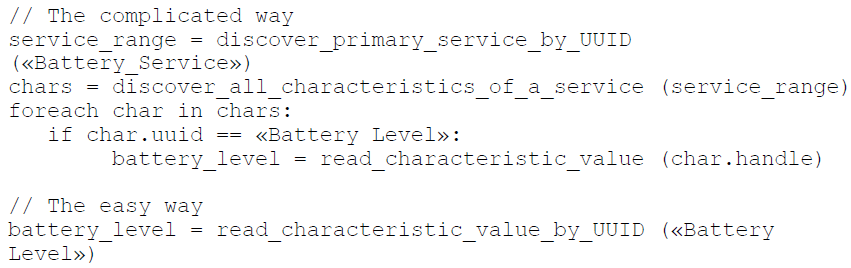 // The complicated way
service_range = discover_primary_service_by_UUID
(«Battery_Service»)
chars = discover_all_characteristics_of_a_service (service_range)
foreach char in chars:
   if char.uuid == «Battery Level»:
        battery_level = read_characteristic_value (char.handle)

// The easy way
battery_level = read_characteristic_value_by_UUID («Battery
Level»)